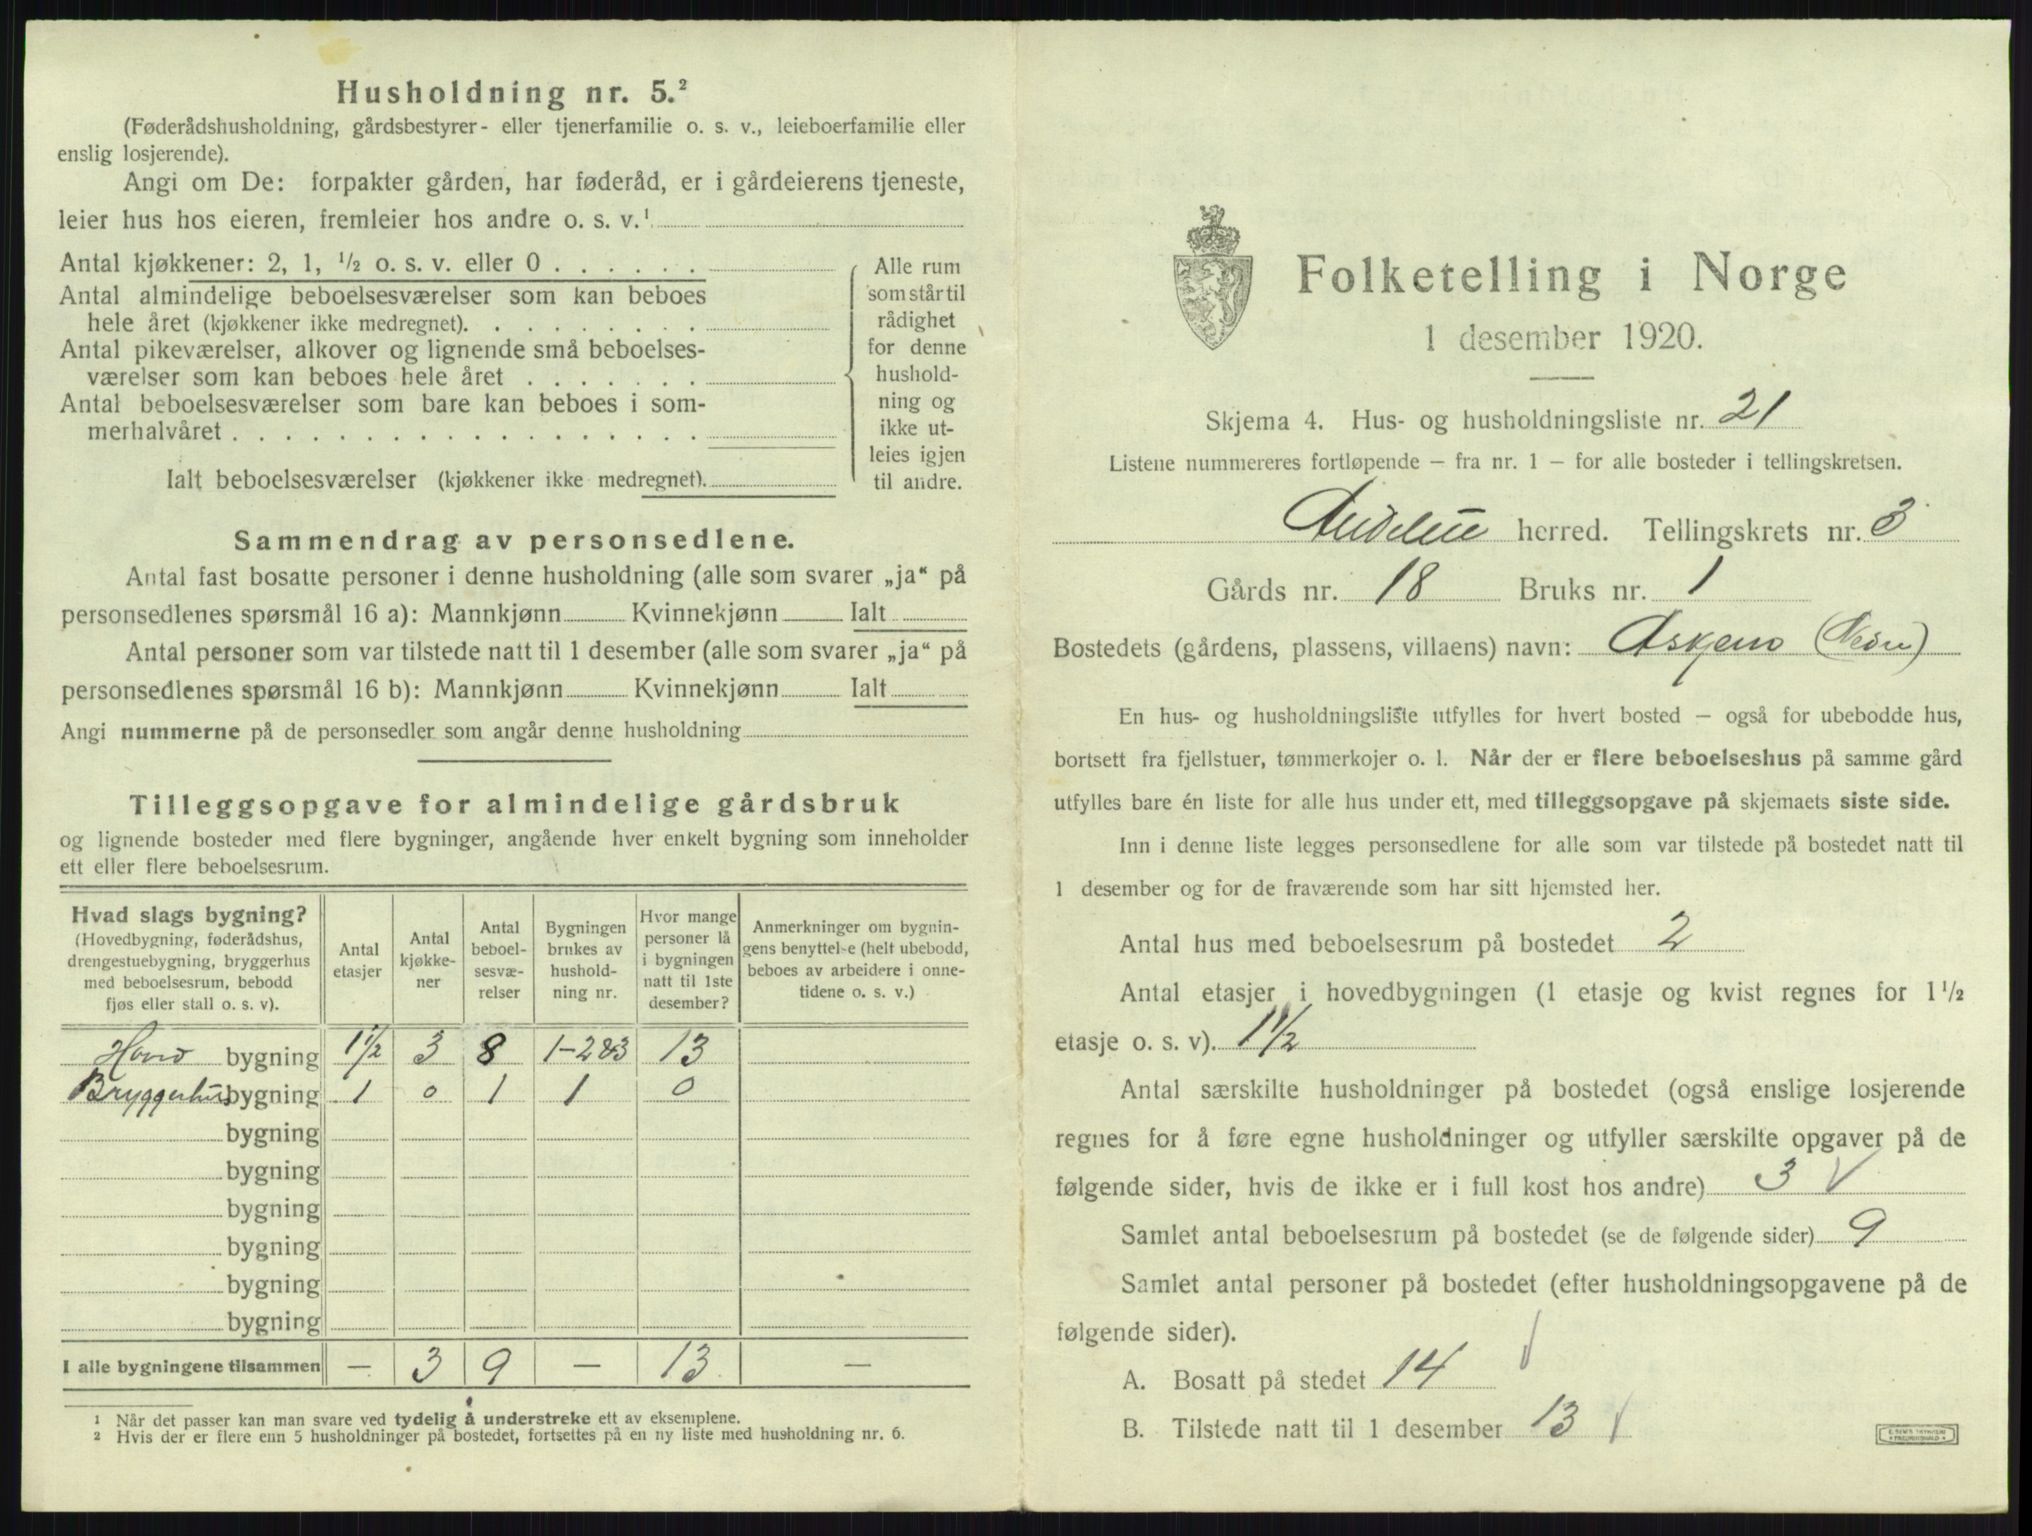 Husholdning nr. 5.²
(Føderådshusholdning, gårdsbestyrer- eller tjenerfamilie o. s. v., leieboerfamilie eller
enslig losjerende).
Angi om De: forpakter gården, har føderåd, er i gårdeierens tjeneste,
leier hus hos eieren, fremleier hos andre o. s. v.¹
Antal kjøkkener: 2, 1, ½ o. s. v. eller 0 . . . . . .
Antal almindelige beboelsesværelser som kan beboes
hele året (kjøkkener ikke medregnet). . . . . . . . .
Antal pikeværelser, alkover og lignende små beboelses-
værelser som kan beboes hele året . . . . . . .
Antal beboelsesværelser som bare kan beboes i som-
merhalvåret . . . . . . . . . . . . . . . . .
Ialt beboelsesværelser (kjøkkener ikke medregnet).
Alle rum
som står til
rådighet
for denne
hushold-
ning og
ikke ut-
leies igjen
til andre.
Sammendrag av personsedlene.
Antal fast bosatte personer i denne husholdning (alle som svarer „ja“ på
personsedlenes spørsmål 16 a): Mannkjønn Kvinnekjønn Ialt
Antal personer som var tilstede natt til 1 desember (alle som svarer „ja“ på
personsedlenes spørsmål 16 b): Mannkjønn Kvinnekjønn Ialt
Angi nummerne på de personsedler som angår denne husholdning
Tilleggsopgave for almindelige gårdsbruk
og lignende bosteder med flere bygninger, angående hver enkelt bygning som inneholder
ett eller flere beboelsesrum.
Hvad slags bygning?
(Hovedbygning, føderådshus,
drengestuebygning, bryggerhus
med beboelsesrum, bebodd
fjøs eller stall o. s. v).
Antal
etasjer
Antal
kjøkke-
ner
Antal
beboel-
sesvæ-
relser
Bygningen
brukes av
hushold-
ning nr.
Hvor mange
personer lå
i bygningen
natt til 1ste
desember?
Anmerkninger om bygnin-
gens benyttelse (helt ubebodd,
beboes av arbeidere i onne-
tidene o. s. v.)
Hovd bygning 1½ 3 8 1-2&3 13
Bryggerhus bygning 1 0 1 1 0
bygning
bygning
bygning
bygning
bygning
bygning
I alle bygningene tilsammen — 3 9 — 13 —
¹ Når det passer kan man svare ved tydelig å understreke ett av eksemplene.
² Hvis der er flere enn 5 husholdninger på bostedet, fortsettes på en ny liste med husholdning nr. 6.
Folketelling i Norge
1 desember 1920.
Skjema 4. Hus- og husholdningsliste nr. 21
Listene nummereres fortløpende – fra nr. 1 – for alle bosteder i tellingskretsen.
herred. Tellingskrets nr. 3
Gårds nr. 18 Bruks nr. 1
Bostedets (gårdens, plassens, villaens) navn: Askjem (Nedre)
En hus- og husholdningsliste utfylles for hvert bosted – også for ubebodde hus,
bortsett fra fjellstuer, tømmerkojer o. l. Når der er flere beboelseshus på samme gård
utfylles bare én liste for alle hus under ett, med tilleggsopgave på skjemaets siste side.
Inn i denne liste legges personsedlene for alle som var tilstede på bostedet natt til
1 desember og for de fraværende som har sitt hjemsted her.
Antal hus med beboelsesrum på bostedet 2
Antal etasjer i hovedbygningen (1 etasje og kvist regnes for 1½
etasje o. s. v). 1½
Antal særskilte husholdninger på bostedet (også enslige losjerende
regnes for å føre egne husholdninger og utfyller særskilte opgaver på de
følgende sider, hvis de ikke er i full kost hos andre) 3 √
Samlet antal beboelsesrum på bostedet (se de følgende sider) 9
Samlet antal personer på bostedet (efter husholdningsopgavene på de
følgende sider).
A. Bosatt på stedet 14
B. Tilstede natt til 1 desember 13